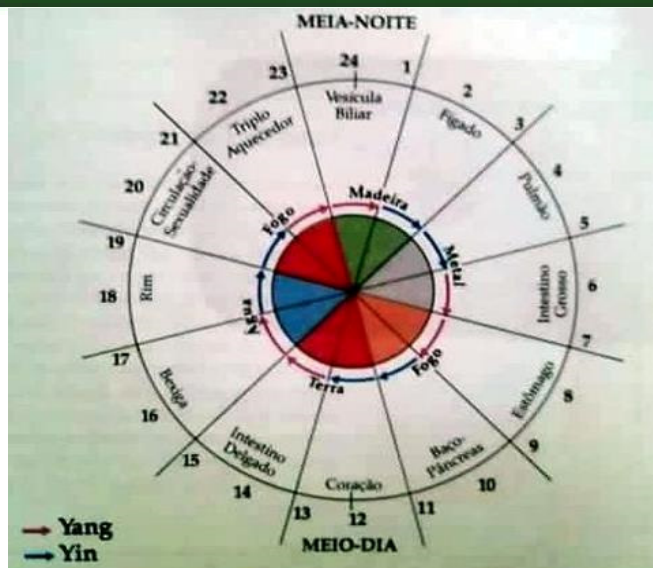 MEIA-NOITE
24
1
2
3
4
5
6
7
8
9
10
11
12
13
14
15
16
17
18
19
20
21
22
23
Vesícula
Biliar
Fígado
Pulmão
Intestino
Grosso
Estômago
Baço-
Pâncreas
Coração
Intestino
Delgado
Bexiga
Rim
Circulação-
Sexualidade
Triplo
Aquecedor
Madeira
Metal
Fogo
Terra
Água
Fogo
MEIO-DIA
Yang
Yin